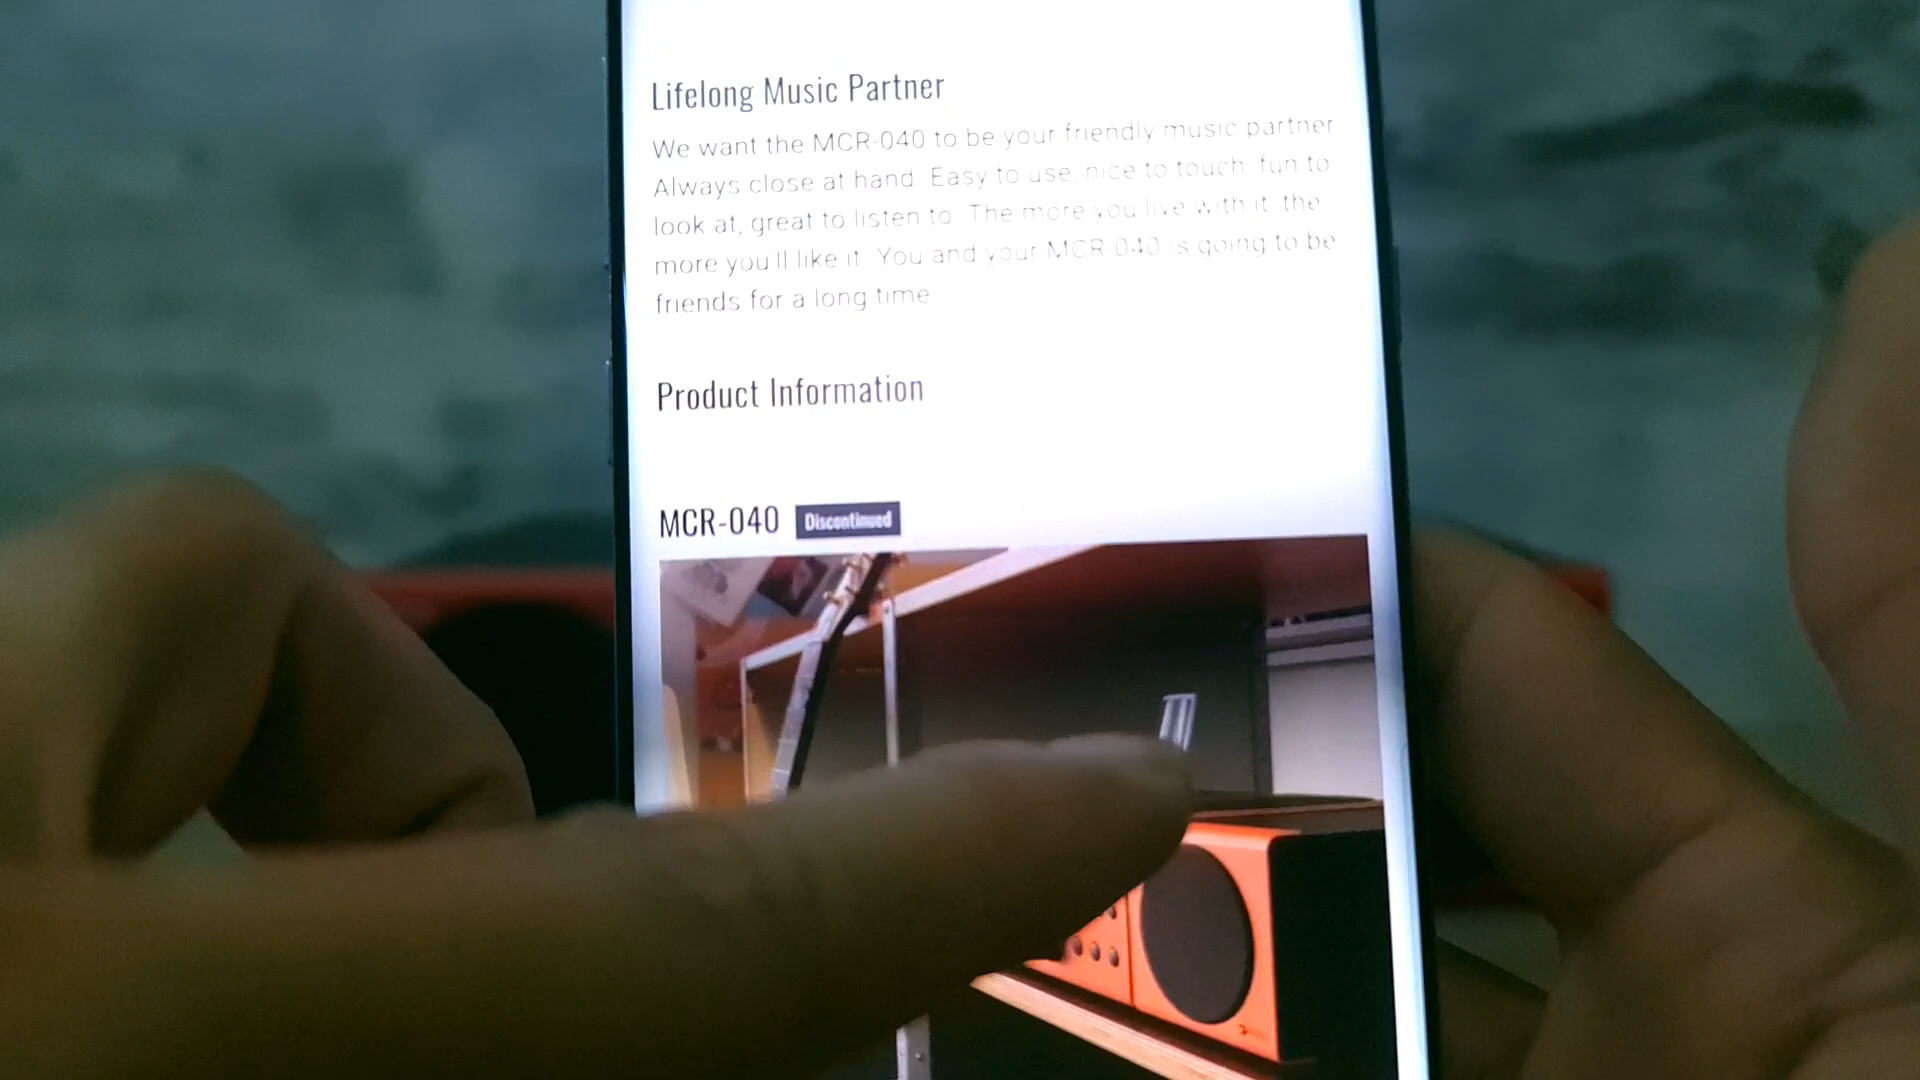 Lifelong Music Partner
We want the MCR-040 to be your friendly music partner
Always close at hand Easy to use, nice to touch fun to
look at, great to listen to The more you live with it the
more you'll like it You and your MCR 040 is going to be
friends for a long time
Product Information
MCR-040 Discontinued